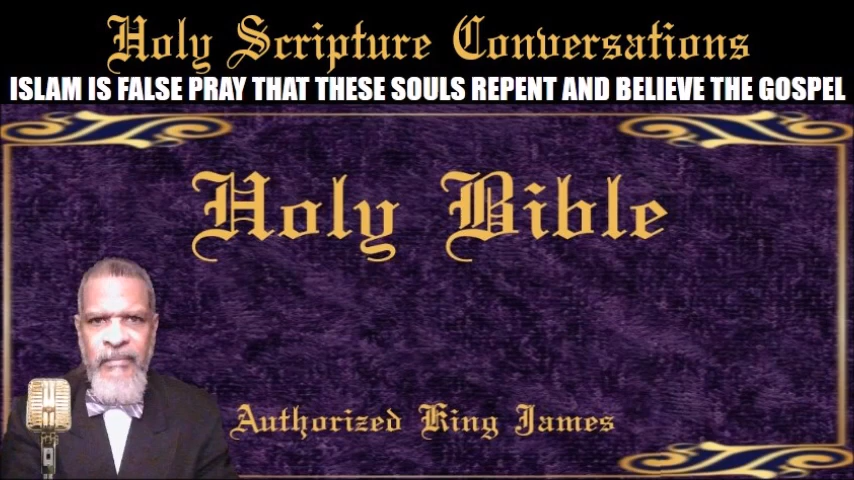 Holy Scripture Conversations
ISLAM IS FALSE PRAY THAT THESE SOULS REPENT AND BELIEVE THE GOSPEL
Holy Bible
Authorized King James